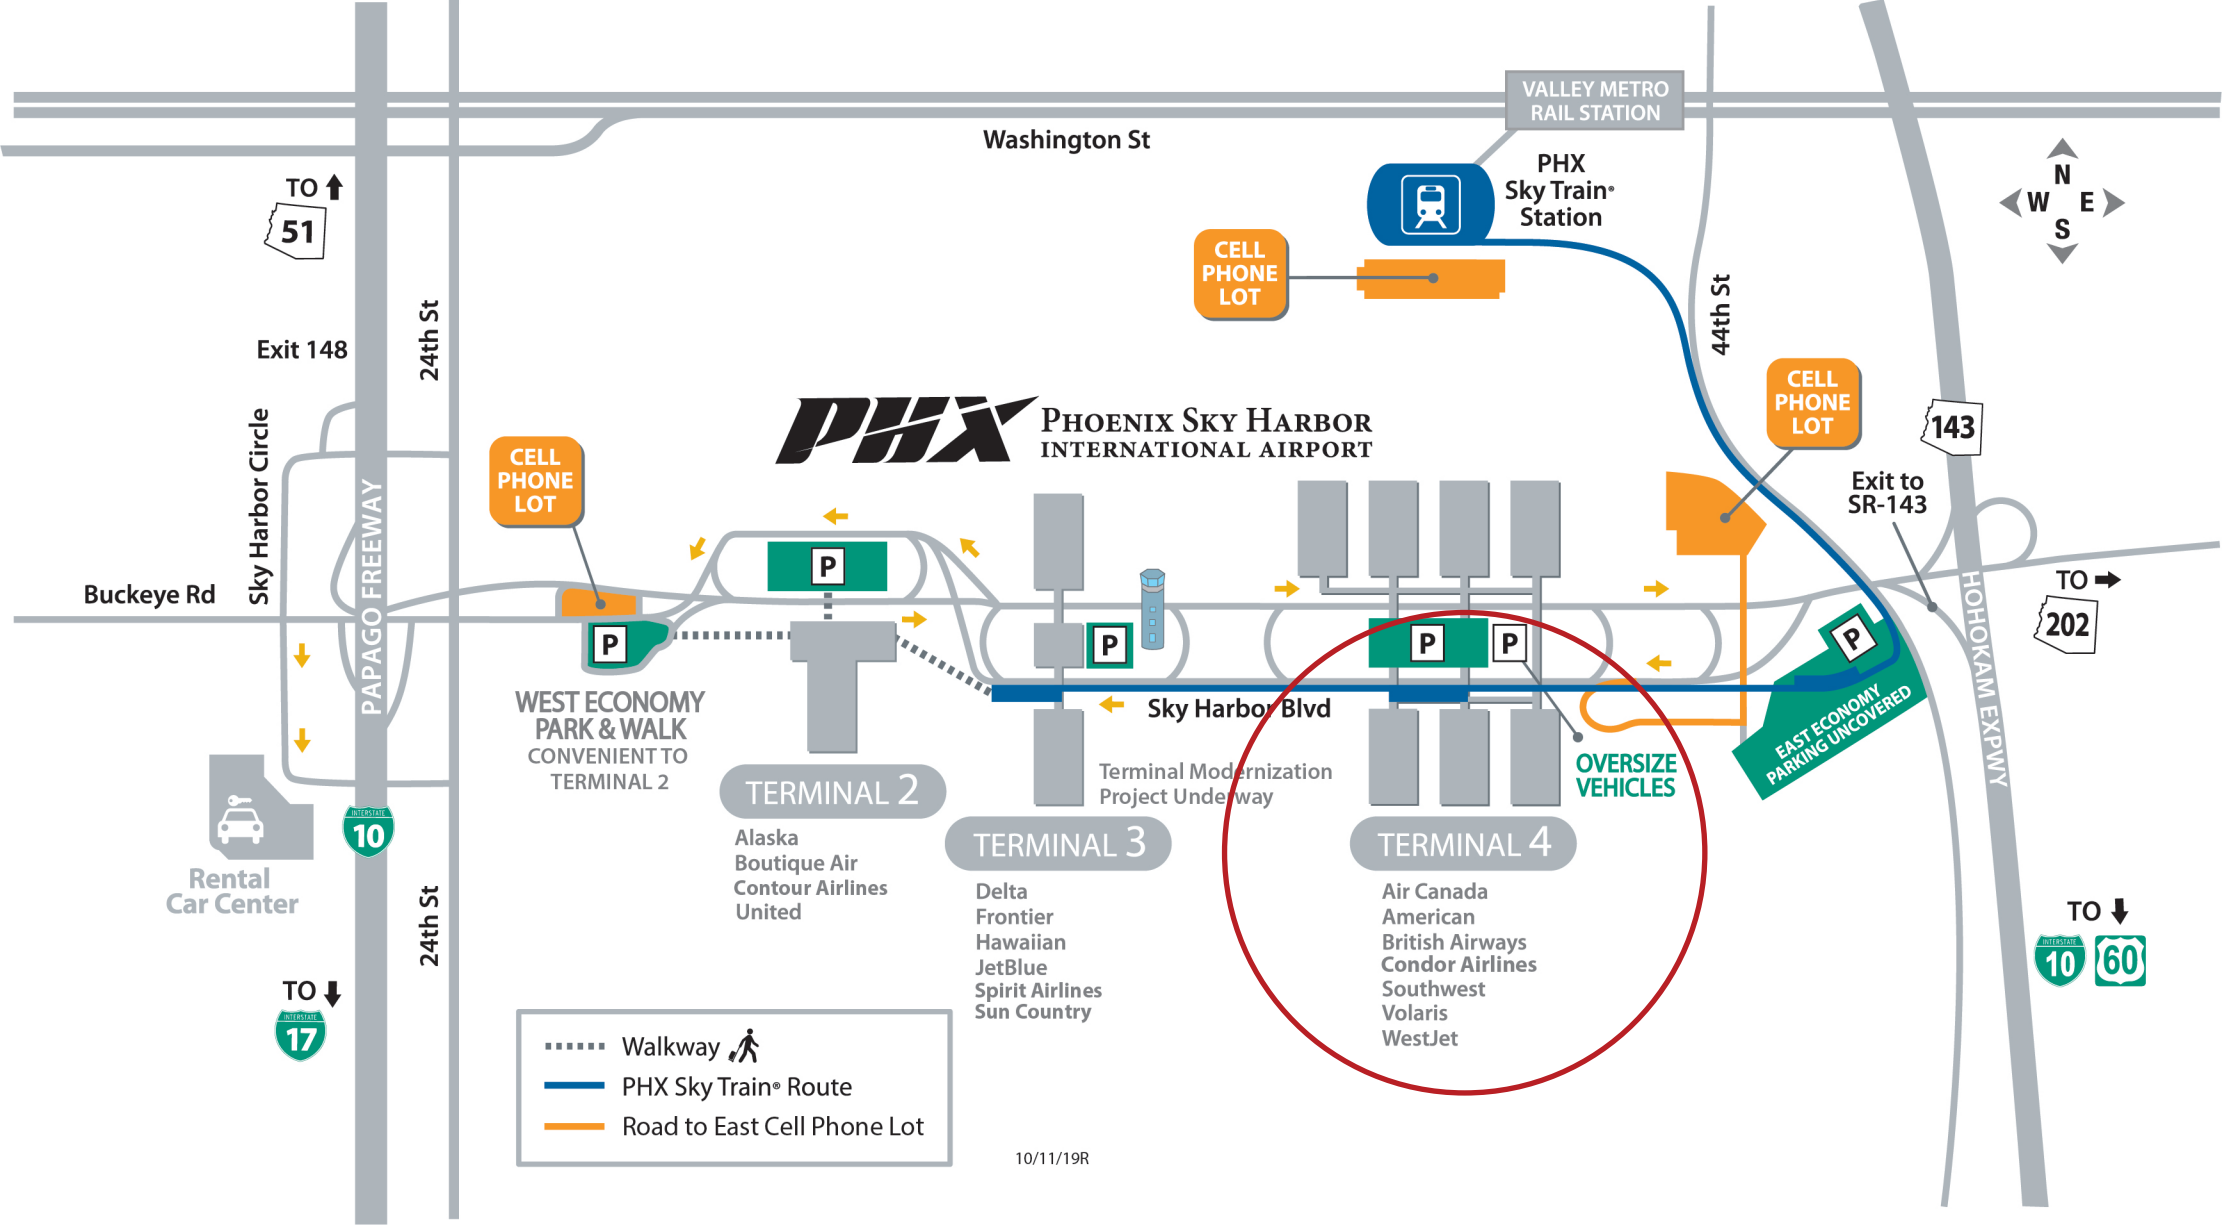 VALLEY METRO
RAIL STATION
Washington St
PHX
Sky Train®
Station
TO
51
N
W E
S
CELL
PHONE
LOT
24th St
44th St
Exit 148
CELL
PHONE
LOT
143
PHX
PHOENIX SKY HARBOR
INTERNATIONAL AIRPORT
Sky Harbor Circle
PAPAGO FREEWAY
CELL
PHONE
LOT
Exit to
SR-143
Buckeye Rd
P
P
P
P
P
P
TO
202
HOHOKAM EXPWY
WEST ECONOMY
PARK & WALK
CONVENIENT TO
TERMINAL 2
Sky Harbor Blvd
EAST ECONOMY
PARKING UNCOVERED
OVERSIZE
VEHICLES
Terminal Modernization
Project Underway
TERMINAL 2
Alaska
Boutique Air
Contour Airlines
United
TERMINAL 3
Delta
Frontier
Hawaiian
JetBlue
Spirit Airlines
Sun Country
TERMINAL 4
Air Canada
American
British Airways
Condor Airlines
Southwest
Volaris
WestJet
INTERSTATE
10
Rental
Car Center
24th St
TO
INTERSTATE
17
TO
INTERSTATE
10
60
Walkway
PHX Sky Train® Route
Road to East Cell Phone Lot
10/11/19R